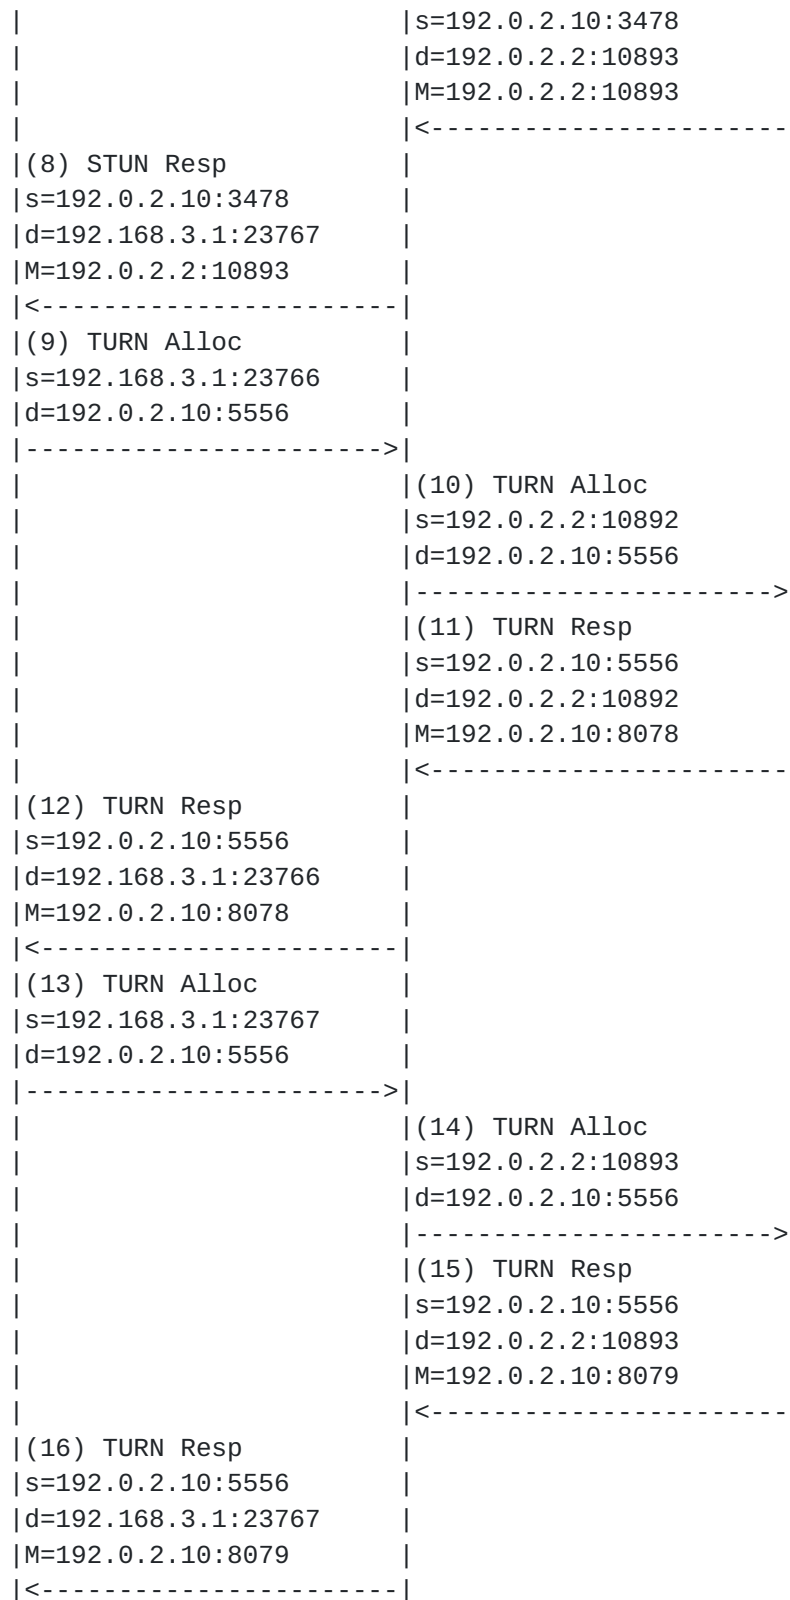 |                        |s=192.0.2.10:3478
|                        |d=192.0.2.2:10893
|                        |M=192.0.2.2:10893
|                        |<-----------------------
|(8) STUN Resp           |
|s=192.0.2.10:3478       |
|d=192.168.3.1:23767     |
|M=192.0.2.2:10893       |
|<-----------------------|
|(9) TURN Alloc          |
|s=192.168.3.1:23766     |
|d=192.0.2.10:5556       |
|----------------------->|
|                        |(10) TURN Alloc
|                        |s=192.0.2.2:10892
|                        |d=192.0.2.10:5556
|                        |----------------------->
|                        |(11) TURN Resp
|                        |s=192.0.2.10:5556
|                        |d=192.0.2.2:10892
|                        |M=192.0.2.10:8078
|                        |<-----------------------
|(12) TURN Resp          |
|s=192.0.2.10:5556       |
|d=192.168.3.1:23766     |
|M=192.0.2.10:8078       |
|<-----------------------|
|(13) TURN Alloc         |
|s=192.168.3.1:23767     |
|d=192.0.2.10:5556       |
|----------------------->|
|                        |(14) TURN Alloc
|                        |s=192.0.2.2:10893
|                        |d=192.0.2.10:5556
|                        |----------------------->
|                        |(15) TURN Resp
|                        |s=192.0.2.10:5556
|                        |d=192.0.2.2:10893
|                        |M=192.0.2.10:8079
|                        |<-----------------------
|(16) TURN Resp          |
|s=192.0.2.10:5556       |
|d=192.168.3.1:23767     |
|M=192.0.2.10:8079       |
|<-----------------------|